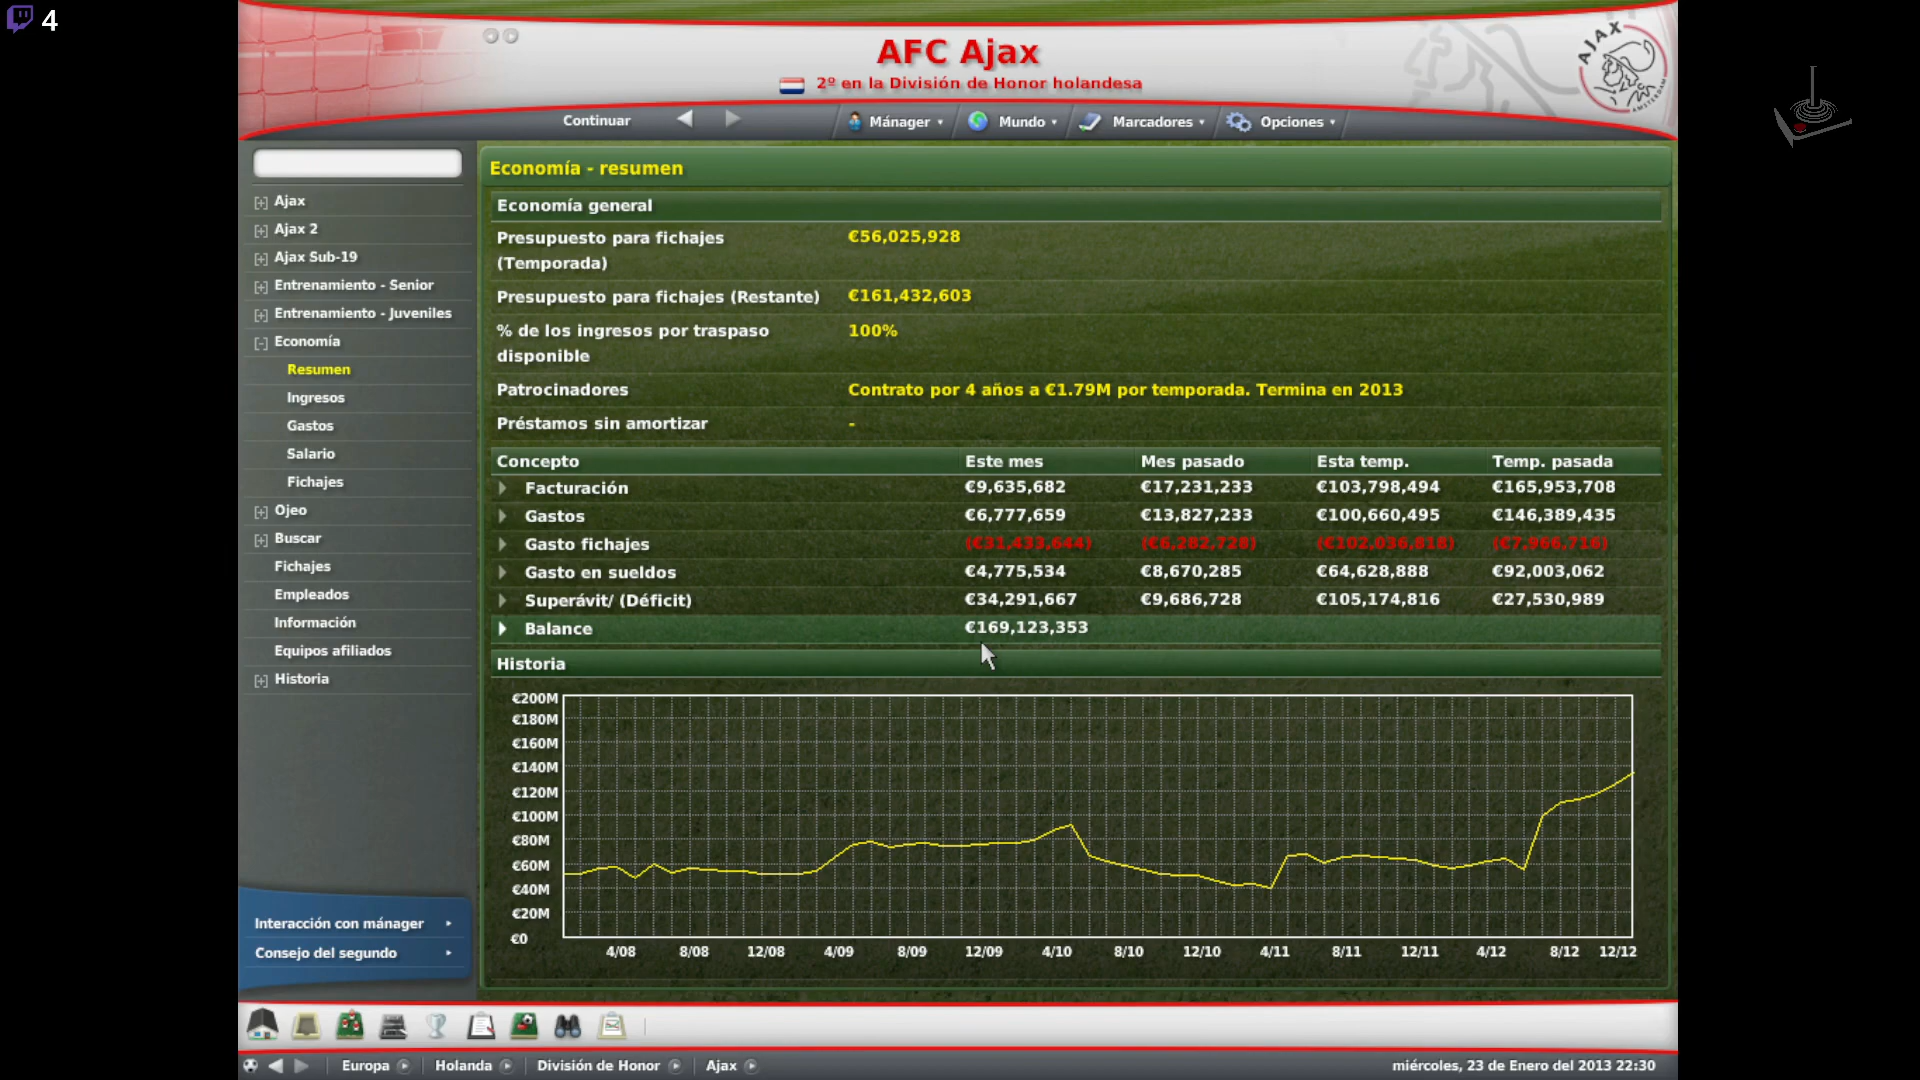 4
AFC Ajax
2º en la División de Honor holandesa
AJAX
AMSTERDAM
Continuar
Mánager
Mundo
Marcadores
Opciones
Ajax
Ajax 2
Ajax Sub-19
Entrenamiento - Senior
Entrenamiento - Juveniles
Economía
Resumen
Ingresos
Gastos
Salario
Fichajes
Ojeo
Buscar
Fichajes
Empleados
Información
Equipos afiliados
Historia
Interacción con mánager
Consejo del segundo
Economía - resumen
Economía general
Presupuesto para fichajes (Temporada) €56,025,928
Presupuesto para fichajes (Restante) €161,432,603
% de los ingresos por traspaso disponible 100%
Patrocinadores Contrato por 4 años a €1.79M por temporada. Termina en 2013
Préstamos sin amortizar -
Concepto Este mes Mes pasado Esta temp. Temp. pasada
Facturación €9,635,682 €17,231,233 €103,798,494 €165,953,708
Gastos €6,777,659 €13,827,233 €100,660,495 €146,389,435
Gasto fichajes (€31,433,644) (€6,282,728) (€102,036,818) (€7,966,716)
Gasto en sueldos €4,775,534 €8,670,285 €64,628,888 €92,003,062
Superávit/ (Déficit) €34,291,667 €9,686,728 €105,174,816 €27,530,989
Balance €169,123,353
Historia
€200M
€180M
€160M
€140M
€120M
€100M
€80M
€60M
€40M
€20M
€0
4/08 8/08 12/08 4/09 8/09 12/09 4/10 8/10 12/10 4/11 8/11 12/11 4/12 8/12 12/12
Europa Holanda División de Honor Ajax miércoles, 23 de Enero del 2013 22:30